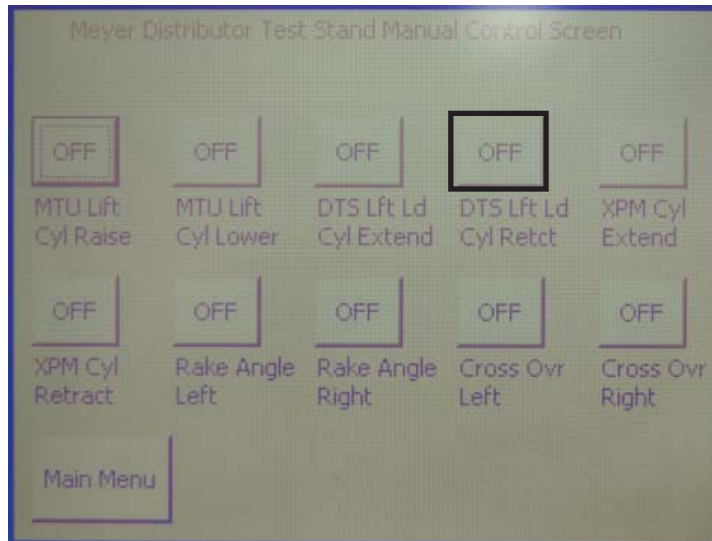 Meyer Distributor Test Stand Manual Control Screen
OFF OFF OFF OFF OFF
MTU Lift MTU Lift DTS Lft Ld DTS Lft Ld XPM Cyl
Cyl Raise Cyl Lower Cyl Extend Cyl Retct Extend
OFF OFF OFF OFF OFF
XPM Cyl Rake Angle Rake Angle Cross Ovr Cross Ovr
Retract Left Right Left Right
Main Menu